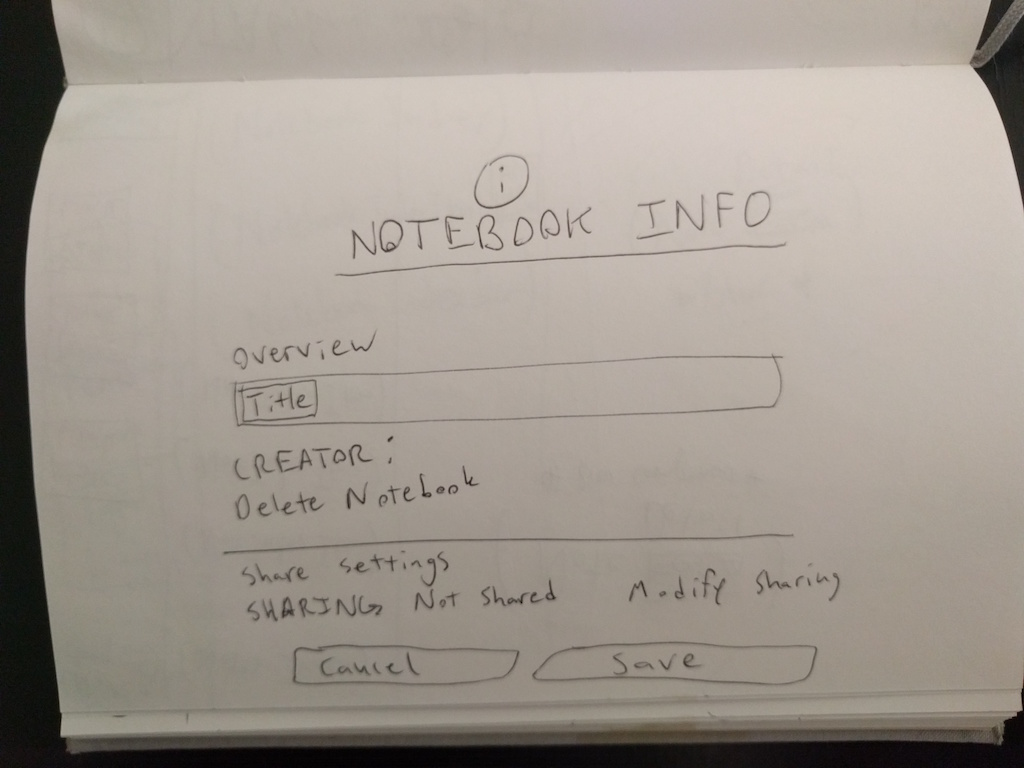 i
NOTEBOOK INFO
Overview
Title
CREATOR:
Delete Notebook
Share settings
SHARING Not Shared Modify Sharing
Cancel Save